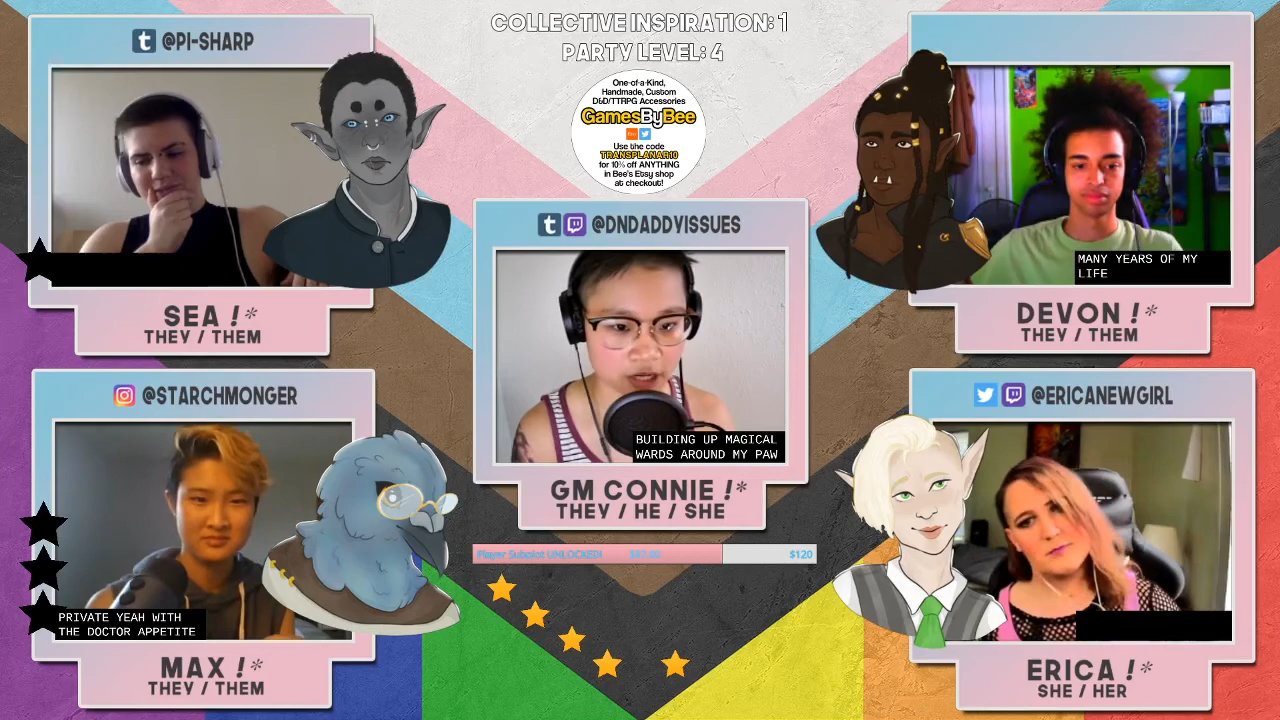 COLLECTIVE INSPIRATION: 1
PARTY LEVEL: 4
One-of-a-Kind,
Handmade, Custom
D&D/TTRPG Accessories
GamesByBee
Use the code
TRANSPLANAR10
for 10% off ANYTHING
in Bee's Etsy shop
at checkout!
@PI-SHARP
SEA !*
THEY / THEM
MANY YEARS OF MY
LIFE
DEVON !*
THEY / THEM
@DNDADDYISSUES
BUILDING UP MAGICAL
WARDS AROUND MY PAW
GM CONNIE !*
THEY / HE / SHE
@STARCHMONGER
PRIVATE YEAH WITH
THE DOCTOR APPETITE
MAX !*
THEY / THEM
@ERICANEWGIRL
ERICA !*
SHE / HER
Player Subplot UNLOCKED!
$120